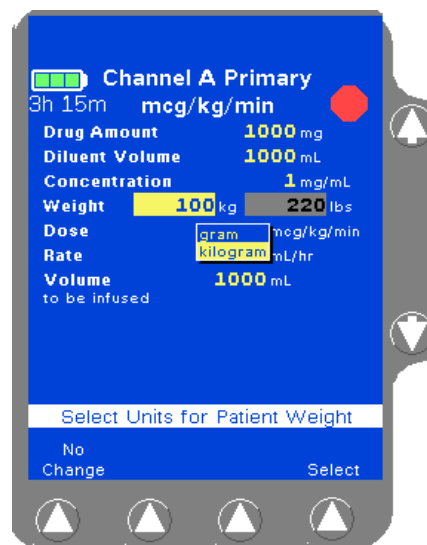 Channel A Primary
3h 15m mcg/kg/min
Drug Amount 1000 mg
Diluent Volume 1000 mL
Concentration 1 mg/mL
Weight 100 kg 220 lbs
Dose gram mcg/kg/min
Rate kilogram mL/hr
Volume 1000 mL
to be infused
Select Units for Patient Weight
No
Change Select